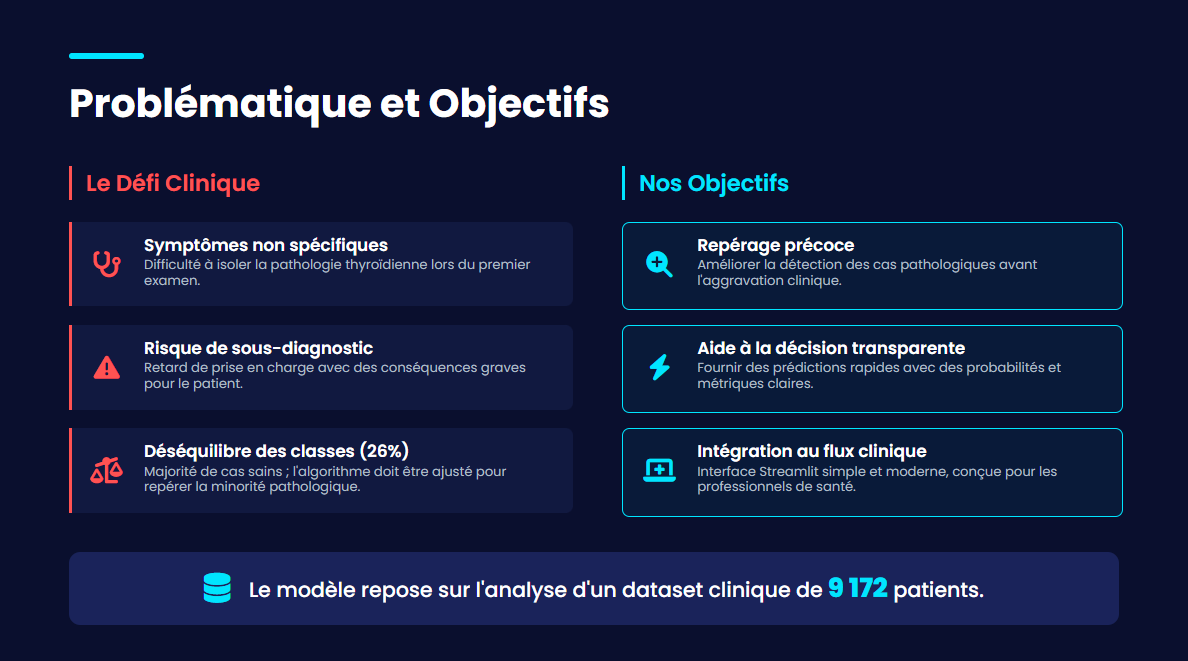 Problématique et Objectifs
Le Défi Clinique
Symptômes non spécifiques
Difficulté à isoler la pathologie thyroïdienne lors du premier
examen.
Risque de sous-diagnostic
Retard de prise en charge avec des conséquences graves
pour le patient.
Déséquilibre des classes (26%)
Majorité de cas sains ; l'algorithme doit être ajusté pour
repérer la minorité pathologique.
Nos Objectifs
Repérage précoce
Améliorer la détection des cas pathologiques avant
l'aggravation clinique.
Aide à la décision transparente
Fournir des prédictions rapides avec des probabilités et
métriques claires.
Intégration au flux clinique
Interface Streamlit simple et moderne, conçue pour les
professionnels de santé.
Le modèle repose sur l'analyse d'un dataset clinique de 9 172 patients.